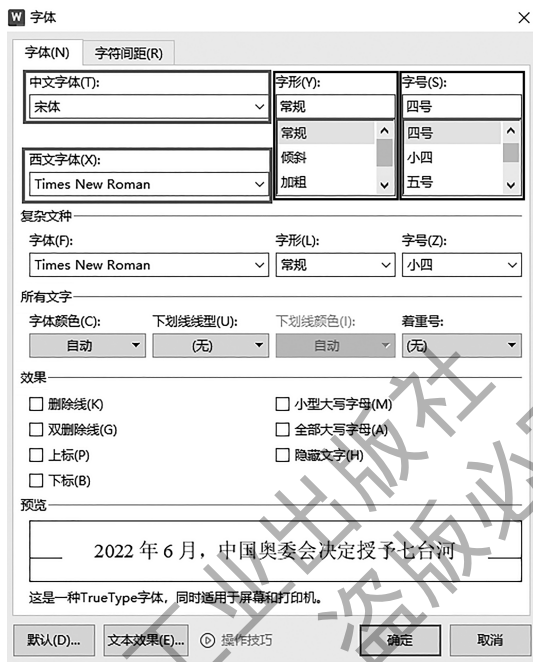 W 字体
字体(N) 字符间距(R)
中文字体(T): 字形(Y): 字号(S):
宋体 常规 四号
常规 四号
倾斜 小四
西文字体(X): 加粗 五号
Times New Roman
复杂文种
字体(F): 字形(L): 字号(Z):
Times New Roman 常规 小四
所有文字
字体颜色(C): 下划线线型(U): 下划线颜色(I): 着重号:
自动 (无) 自动 (无)
效果
删除线(K) 小型大写字母(M)
双删除线(G) 全部大写字母(A)
上标(P) 隐藏文字(H)
下标(B)
预览
2022 年 6 月，中国奥委会决定授予七台河
这是一种TrueType字体，同时适用于屏幕和打印机。
默认(D)... 文本效果(E)... 操作技巧 确定 取消
工业出版社
盗版必